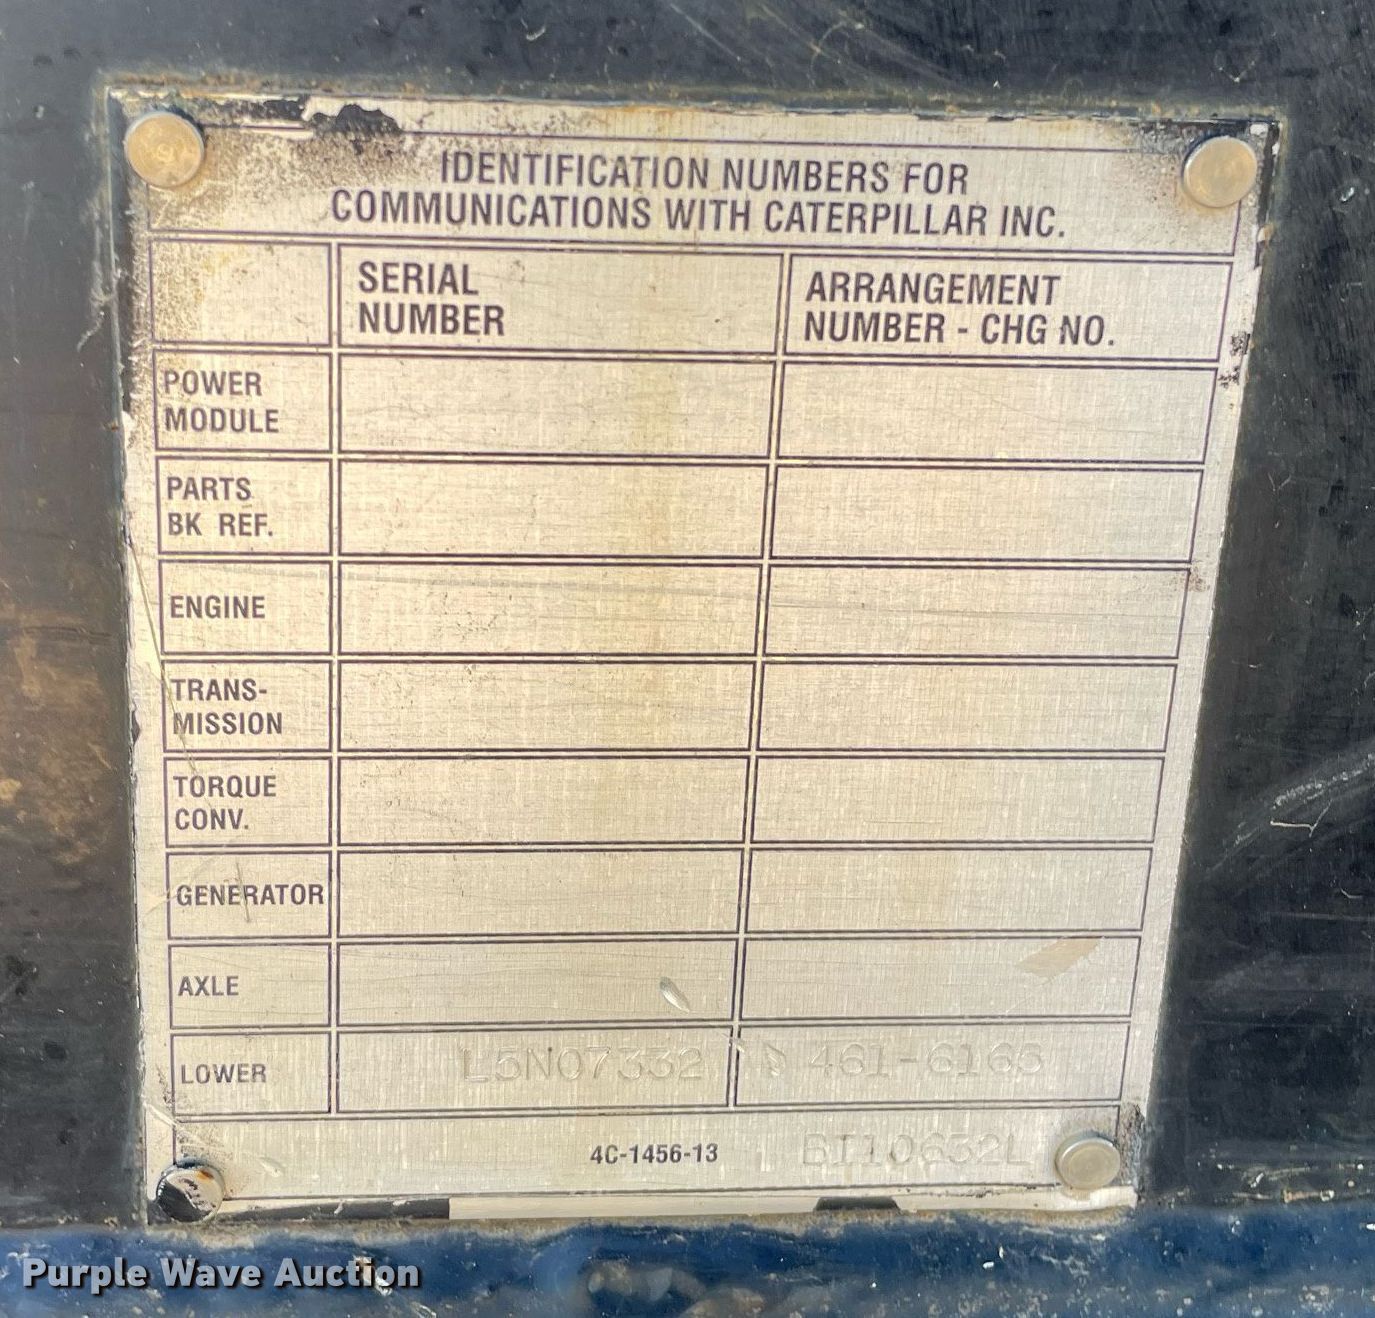 IDENTIFICATION NUMBERS FOR
COMMUNICATIONS WITH CATERPILLAR INC.
SERIAL
NUMBER
ARRANGEMENT
NUMBER - CHG NO.
POWER
MODULE
PARTS
BK REF.
ENGINE
TRANS-
MISSION
TORQUE
CONV.
GENERATOR
AXLE
LOWER L5N07332 461-6165
4C-1456-13 BI10632L
Purple Wave Auction